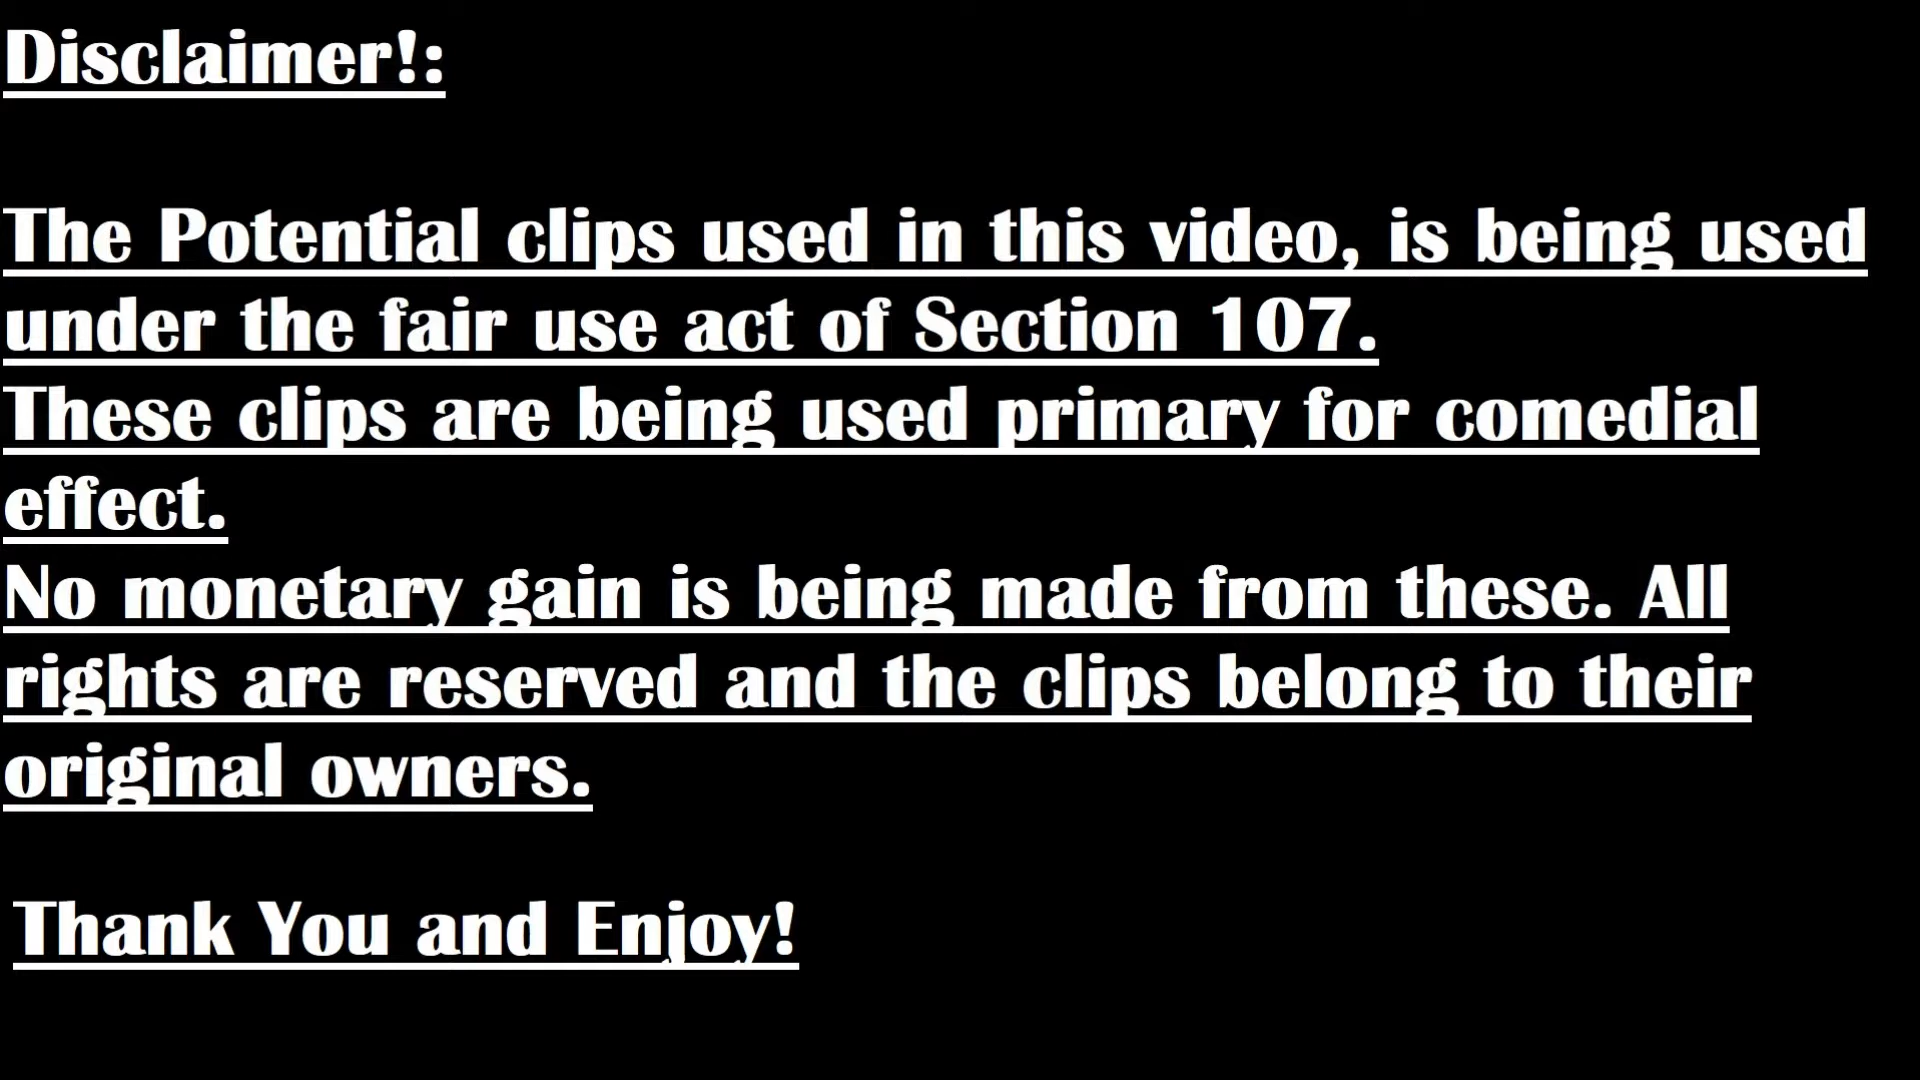 Disclaimer!:
The Potential clips used in this video, is being used
under the fair use act of Section 107.
These clips are being used primary for comedial
effect.
No monetary gain is being made from these. All
rights are reserved and the clips belong to their
original owners.
Thank You and Enjoy!